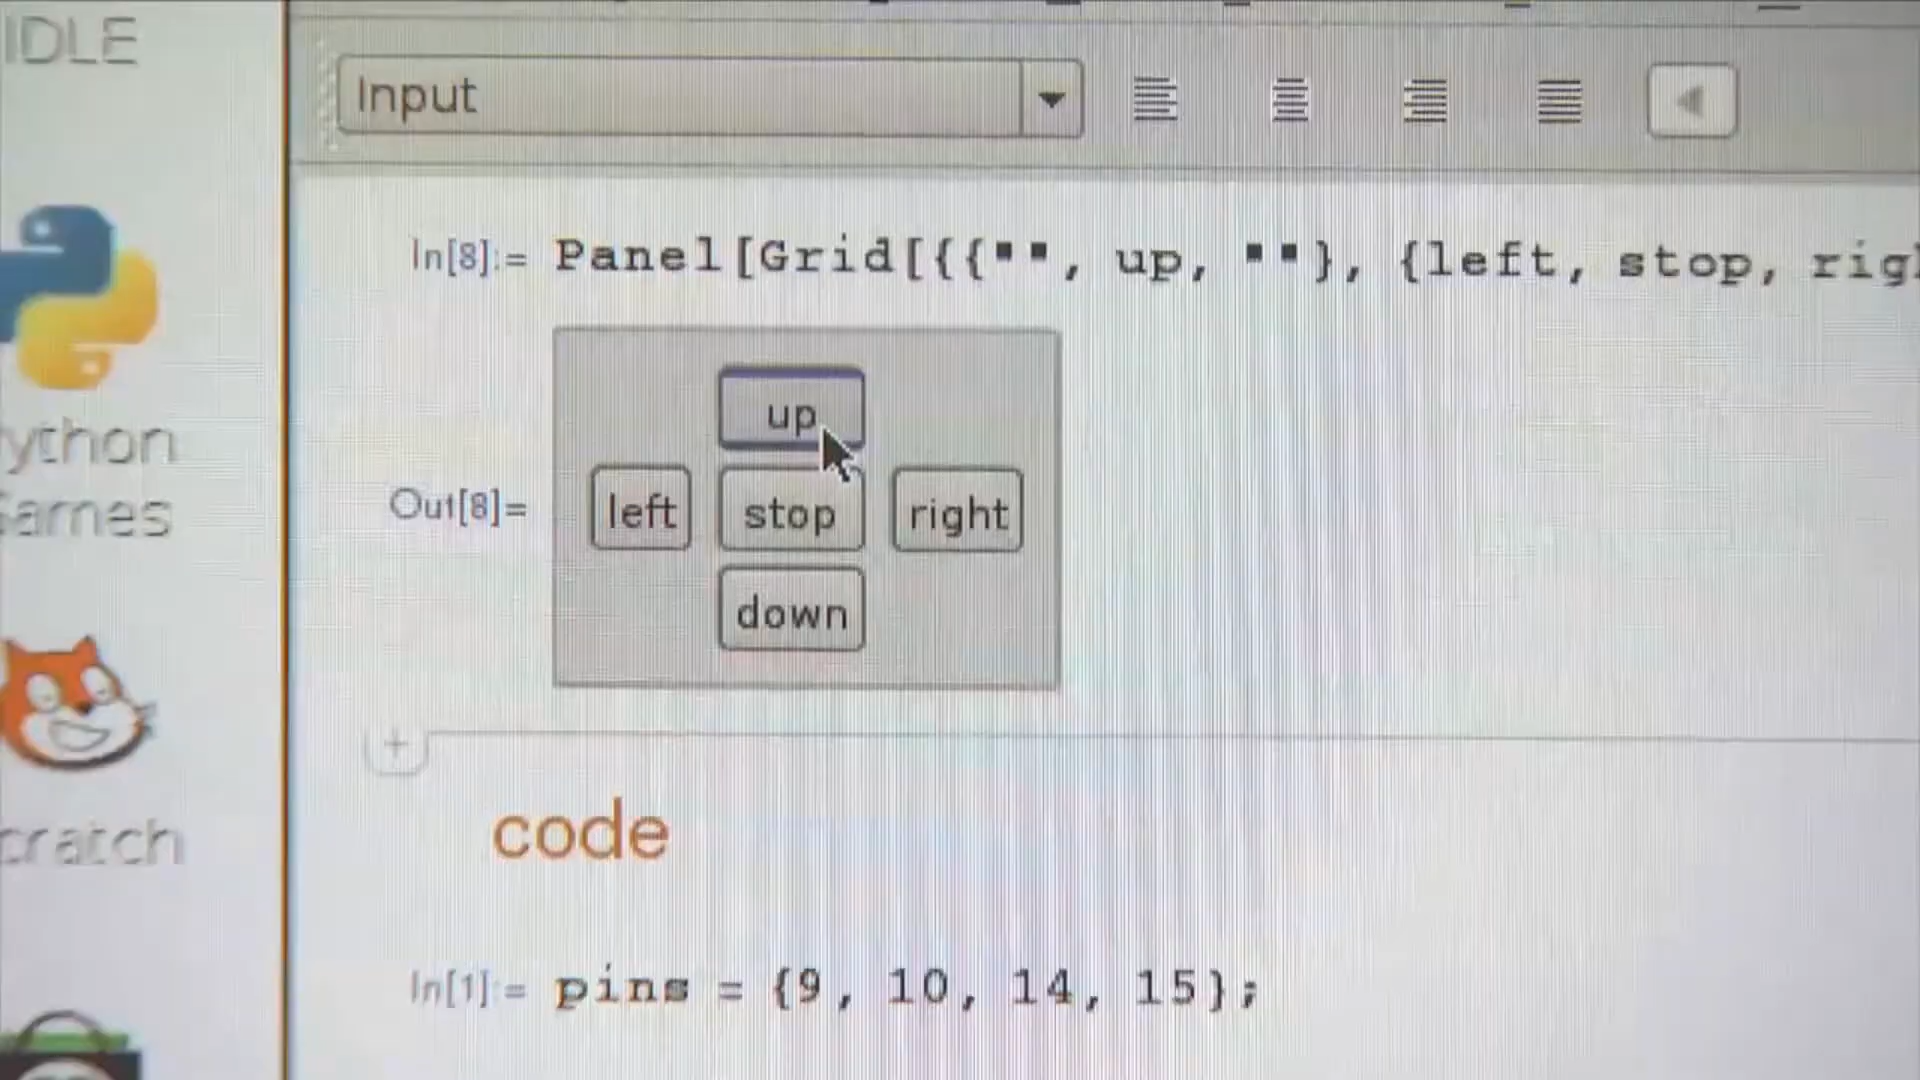 IDLE
Input
In[8]:= Panel[Grid[{{"", up, ""}, {left, stop, rig
up
left stop right
Out[8]=
down
ython
Games
+
cratch
code
In[1]:= pins = {9, 10, 14, 15};